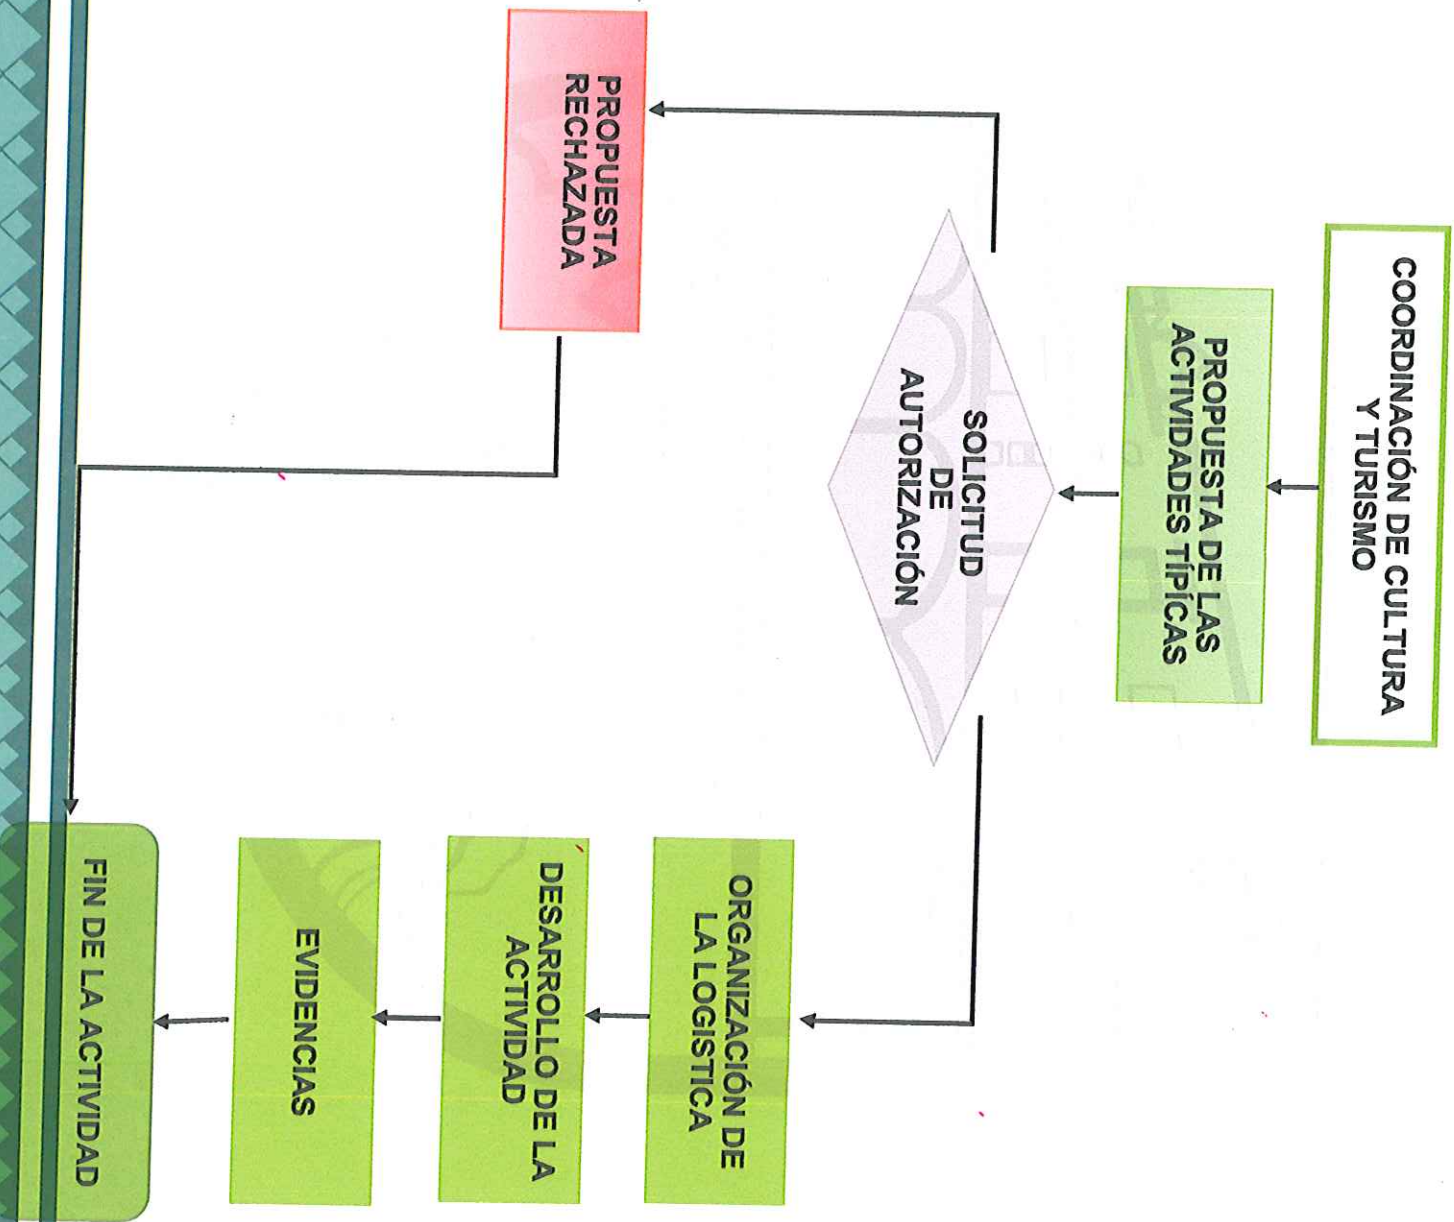 COORDINACIÓN DE CULTURA
Y TURISMO
PROPUESTA DE LAS
ACTIVIDADES TÍPÍCAS
SOLICITUD
DE
AUTORIZACIÓN
PROPUESTA
RECHAZADA
ORGANIZACIÓN DE
LA LOGISTICA
DESARROLLO DE LA
ACTIVIDAD
EVIDENCIAS
FIN DE LA ACTIVIDAD